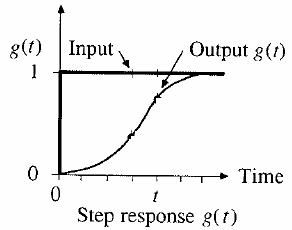 g(t)
Input
Output g(t)
1
0
0
t
Time
Step response g(t)